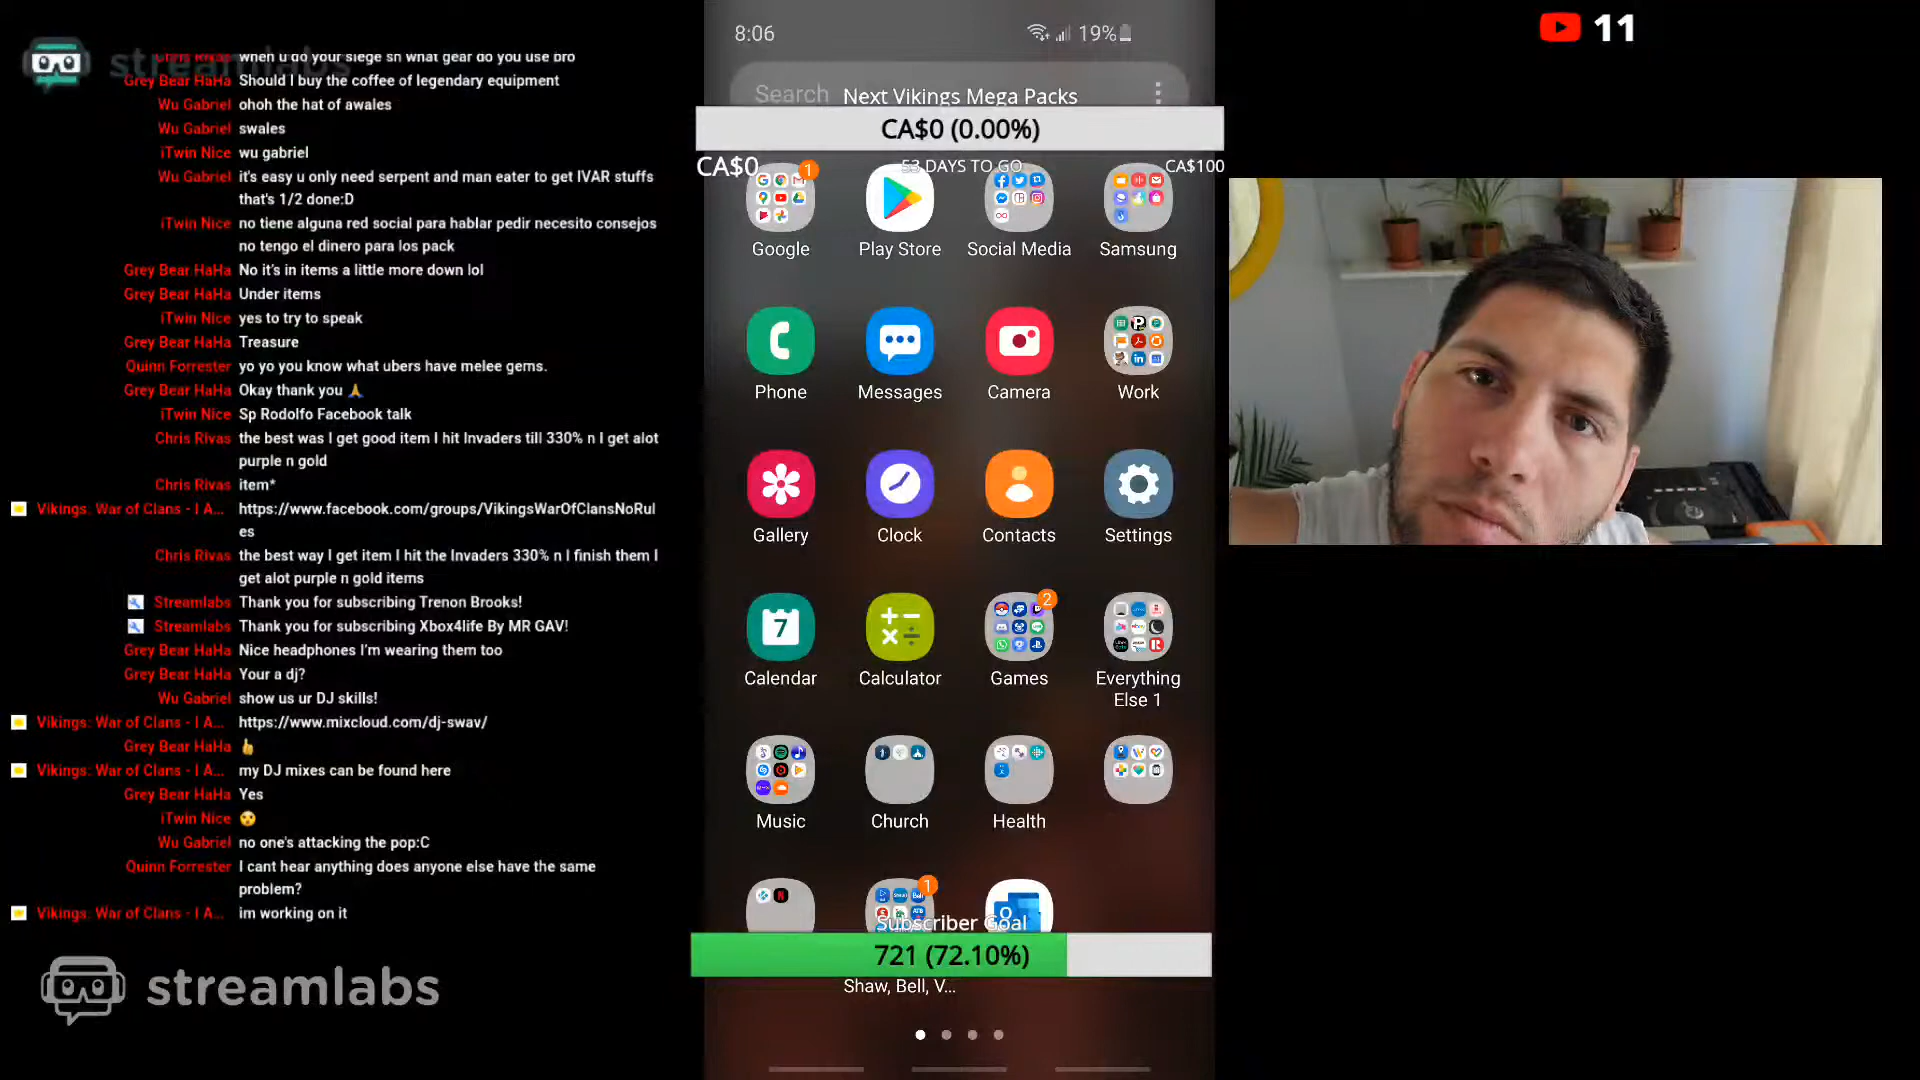 streamlabs
Chris Rivas when u do your siege sh what gear do you use bro
Grey Bear HaHa Should I buy the coffee of legendary equipment
Wu Gabriel ohoh the hat of awales
Wu Gabriel swales
iTwin Nice wu gabriel
Wu Gabriel it's easy u only need serpent and man eater to get IVAR stuffs
that's 1/2 done:D
iTwin Nice no tiene alguna red social para hablar pedir necesito consejos
no tengo el dinero para los pack
Grey Bear HaHa No it's in items a little more down lol
Grey Bear HaHa Under items
iTwin Nice yes to try to speak
Grey Bear HaHa Treasure
Quinn Forrester yo yo you know what ubers have melee gems.
Grey Bear HaHa Okay thank you 🙏
iTwin Nice Sp Rodolfo Facebook talk
Chris Rivas the best was I get good item I hit Invaders till 330% n I get alot
purple n gold
Chris Rivas item*
Vikings: War of Clans - I A... https://www.facebook.com/groups/VikingsWarOfClansNoRul
es
Chris Rivas the best way I get item I hit the Invaders 330% n I finish them I
get alot purple n gold items
Streamlabs Thank you for subscribing Trenon Brooks!
Streamlabs Thank you for subscribing Xbox4life By MR GAV!
Grey Bear HaHa Nice headphones I'm wearing them too
Grey Bear HaHa Your a dj?
Wu Gabriel show us ur DJ skills!
Vikings: War of Clans - I A... https://www.mixcloud.com/dj-swav/
Grey Bear HaHa 👍
Vikings: War of Clans - I A... my DJ mixes can be found here
Grey Bear HaHa Yes
iTwin Nice 😯
Wu Gabriel no one's attacking the pop:C
Quinn Forrester I cant hear anything does anyone else have the same
problem?
Vikings: War of Clans - I A... im working on it
streamlabs
8:06
19%
Search
Next Vikings Mega Packs
CA$0 (0.00%)
CA$0 53 DAYS TO GO CA$100
1
Google Play Store Social Media Samsung
Phone Messages Camera Work
Gallery Clock Contacts Settings
7
2
Calendar Calculator Games Everything
Else 1
Music Church Health
1
Subscriber Goal
721 (72.10%)
Shaw, Bell, V...
11